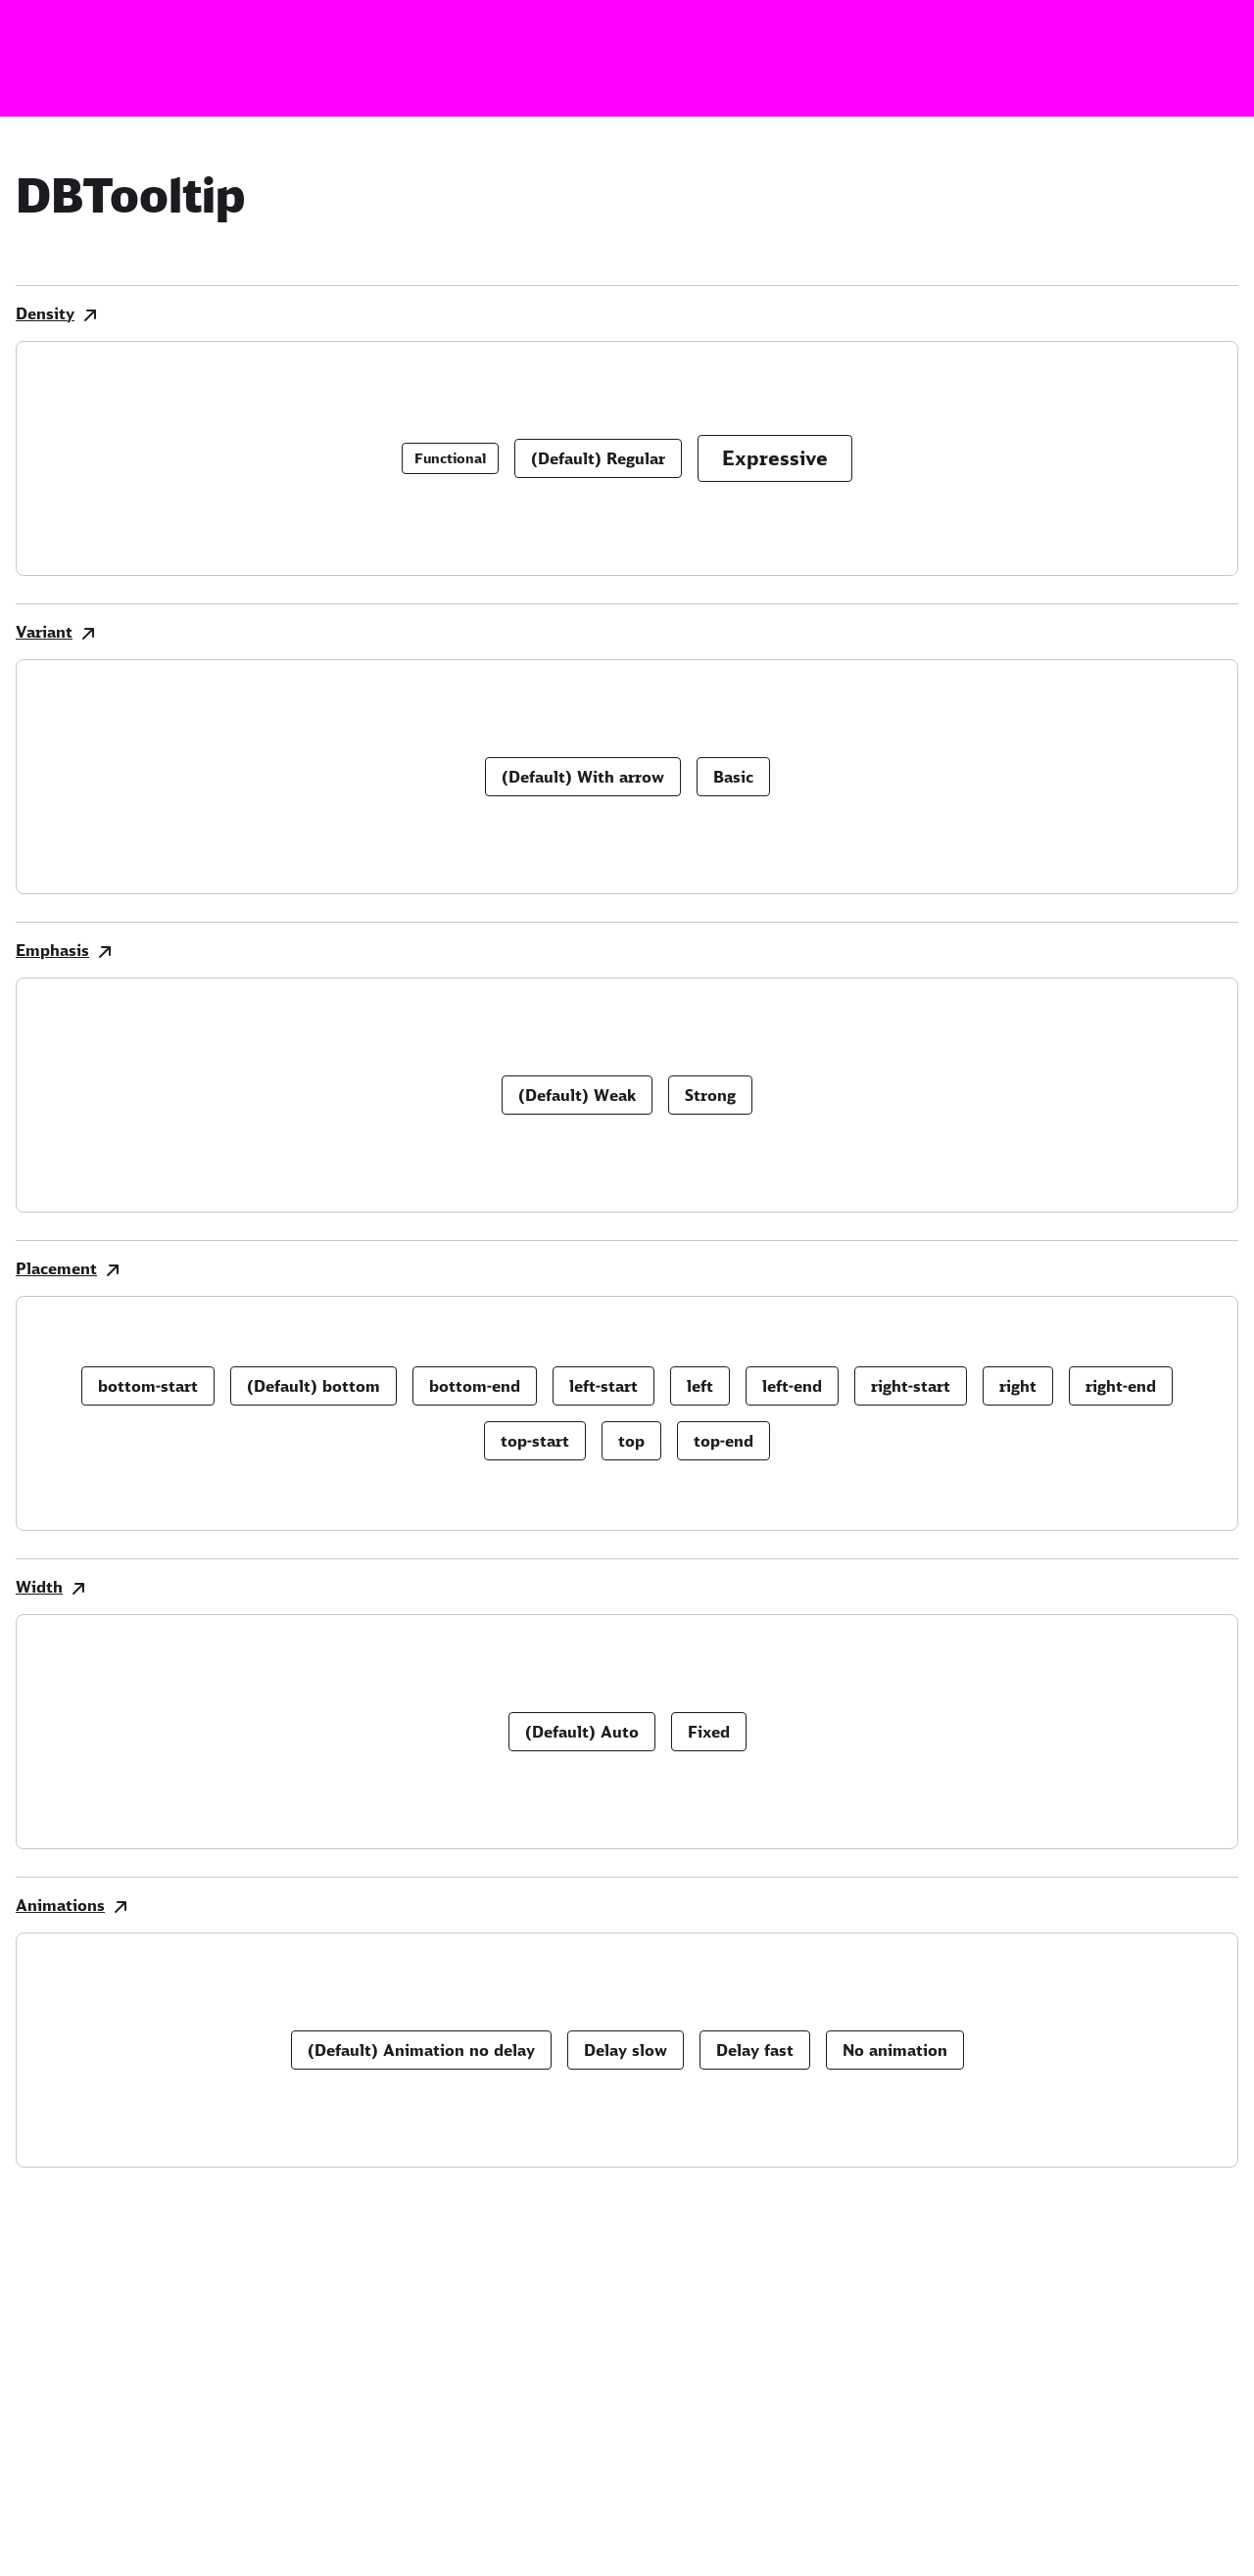 DBTooltip
Density
Functional (Default) Regular Expressive
Variant
(Default) With arrow Basic
Emphasis
(Default) Weak Strong
Placement
bottom-start (Default) bottom bottom-end left-start left left-end right-start right right-end
top-start top top-end
Width
(Default) Auto Fixed
Animations
(Default) Animation no delay Delay slow Delay fast No animation